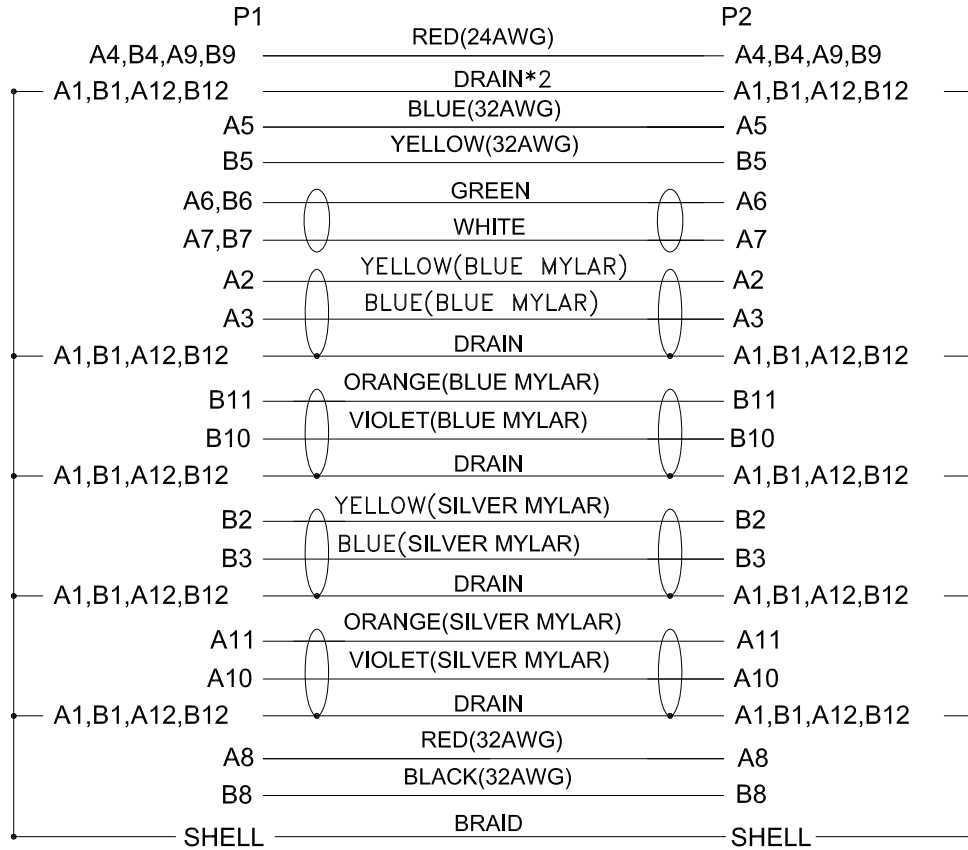 P1 P2
A4,B4,A9,B9 RED(24AWG) A4,B4,A9,B9
A1,B1,A12,B12 DRAIN*2 A1,B1,A12,B12
A5 BLUE(32AWG) A5
B5 YELLOW(32AWG) B5
A6,B6 GREEN A6
A7,B7 WHITE A7
A2 YELLOW(BLUE MYLAR) A2
A3 BLUE(BLUE MYLAR) A3
A1,B1,A12,B12 DRAIN A1,B1,A12,B12
B11 ORANGE(BLUE MYLAR) B11
B10 VIOLET(BLUE MYLAR) B10
A1,B1,A12,B12 DRAIN A1,B1,A12,B12
B2 YELLOW(SILVER MYLAR) B2
B3 BLUE(SILVER MYLAR) B3
A1,B1,A12,B12 DRAIN A1,B1,A12,B12
A11 ORANGE(SILVER MYLAR) A11
A10 VIOLET(SILVER MYLAR) A10
A1,B1,A12,B12 DRAIN A1,B1,A12,B12
A8 RED(32AWG) A8
B8 BLACK(32AWG) B8
SHELL BRAID SHELL